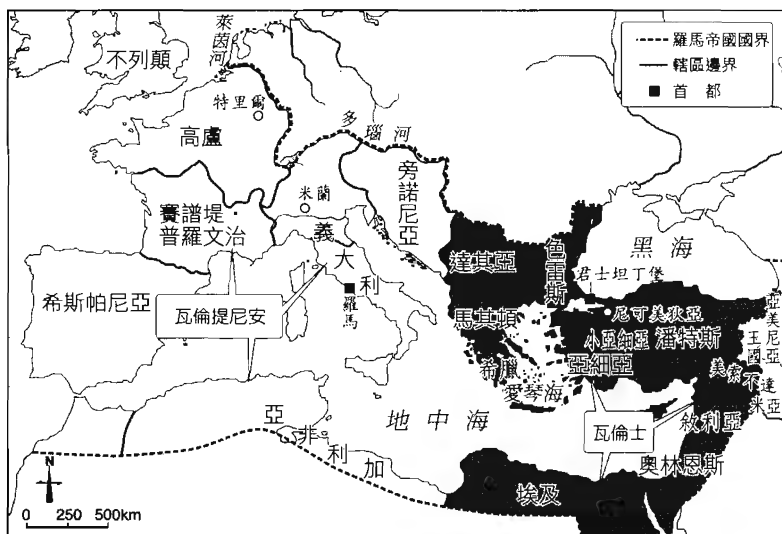 羅馬帝國國界
轄區邊界
首都
不列顛
萊茵河
特里爾
高盧
多瑙河
賽譜堤
普羅文治
米蘭
旁諾尼亞
義大利
羅馬
希斯帕尼亞
瓦倫提尼安
達其亞
色雷斯
黑海
君士坦丁堡
馬其頓
尼可美狄亞
小亞細亞
潘特斯
亞美尼亞
王國
希臘
愛琴海
亞細亞
美索不達米亞
敘利亞
瓦倫士
地中海
亞非利加
奧林恩斯
埃及
N
0 250 500km